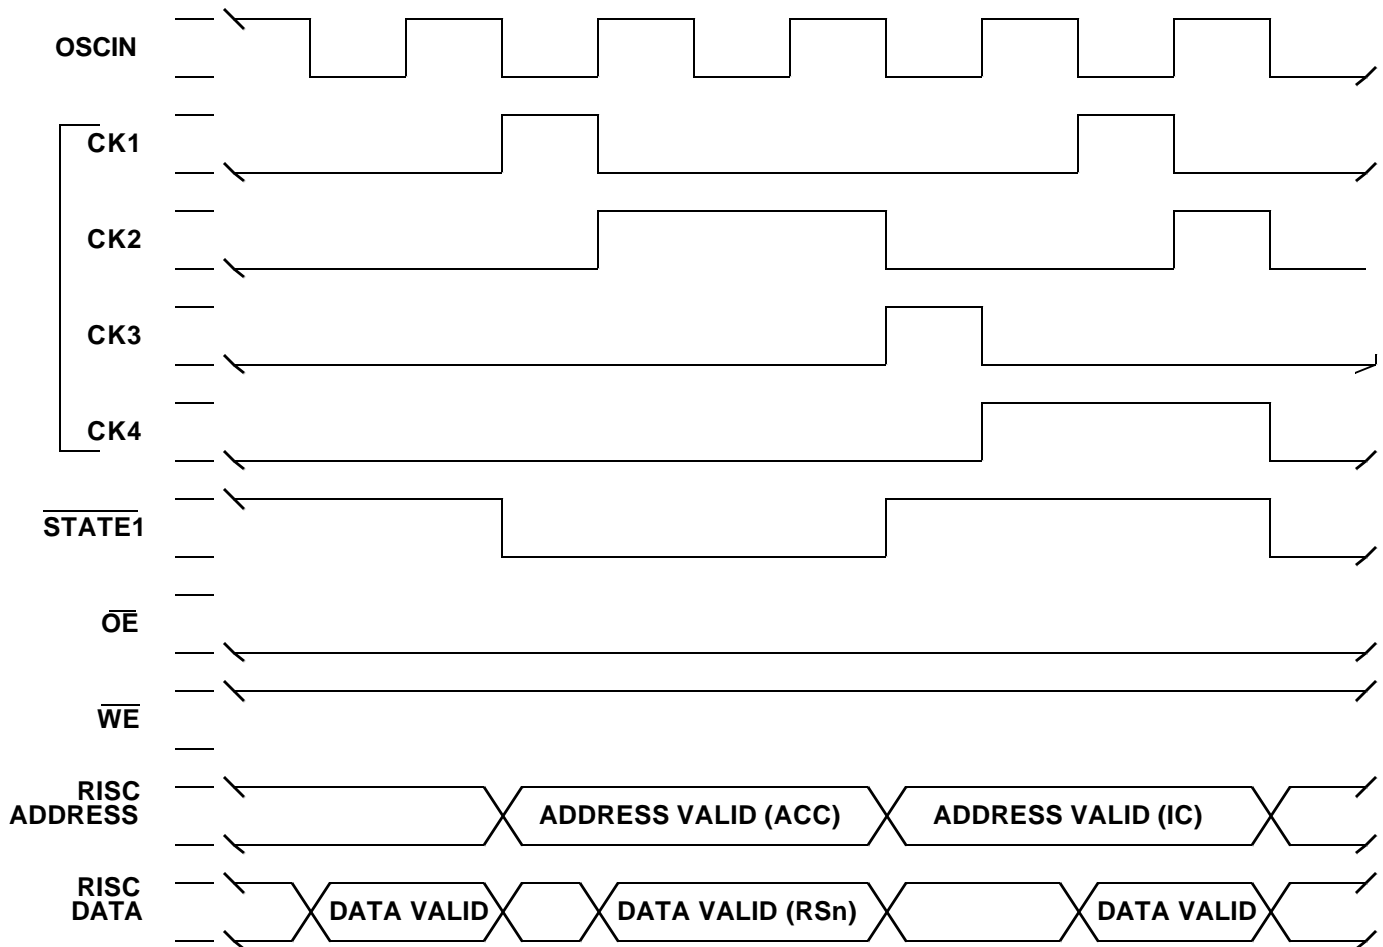 OSCIN
CK1
CK2
CK3
CK4
STATE1
OE
WE
RISC
ADDRESS
ADDRESS VALID (ACC)
ADDRESS VALID (IC)
RISC
DATA
DATA VALID
DATA VALID (RSn)
DATA VALID